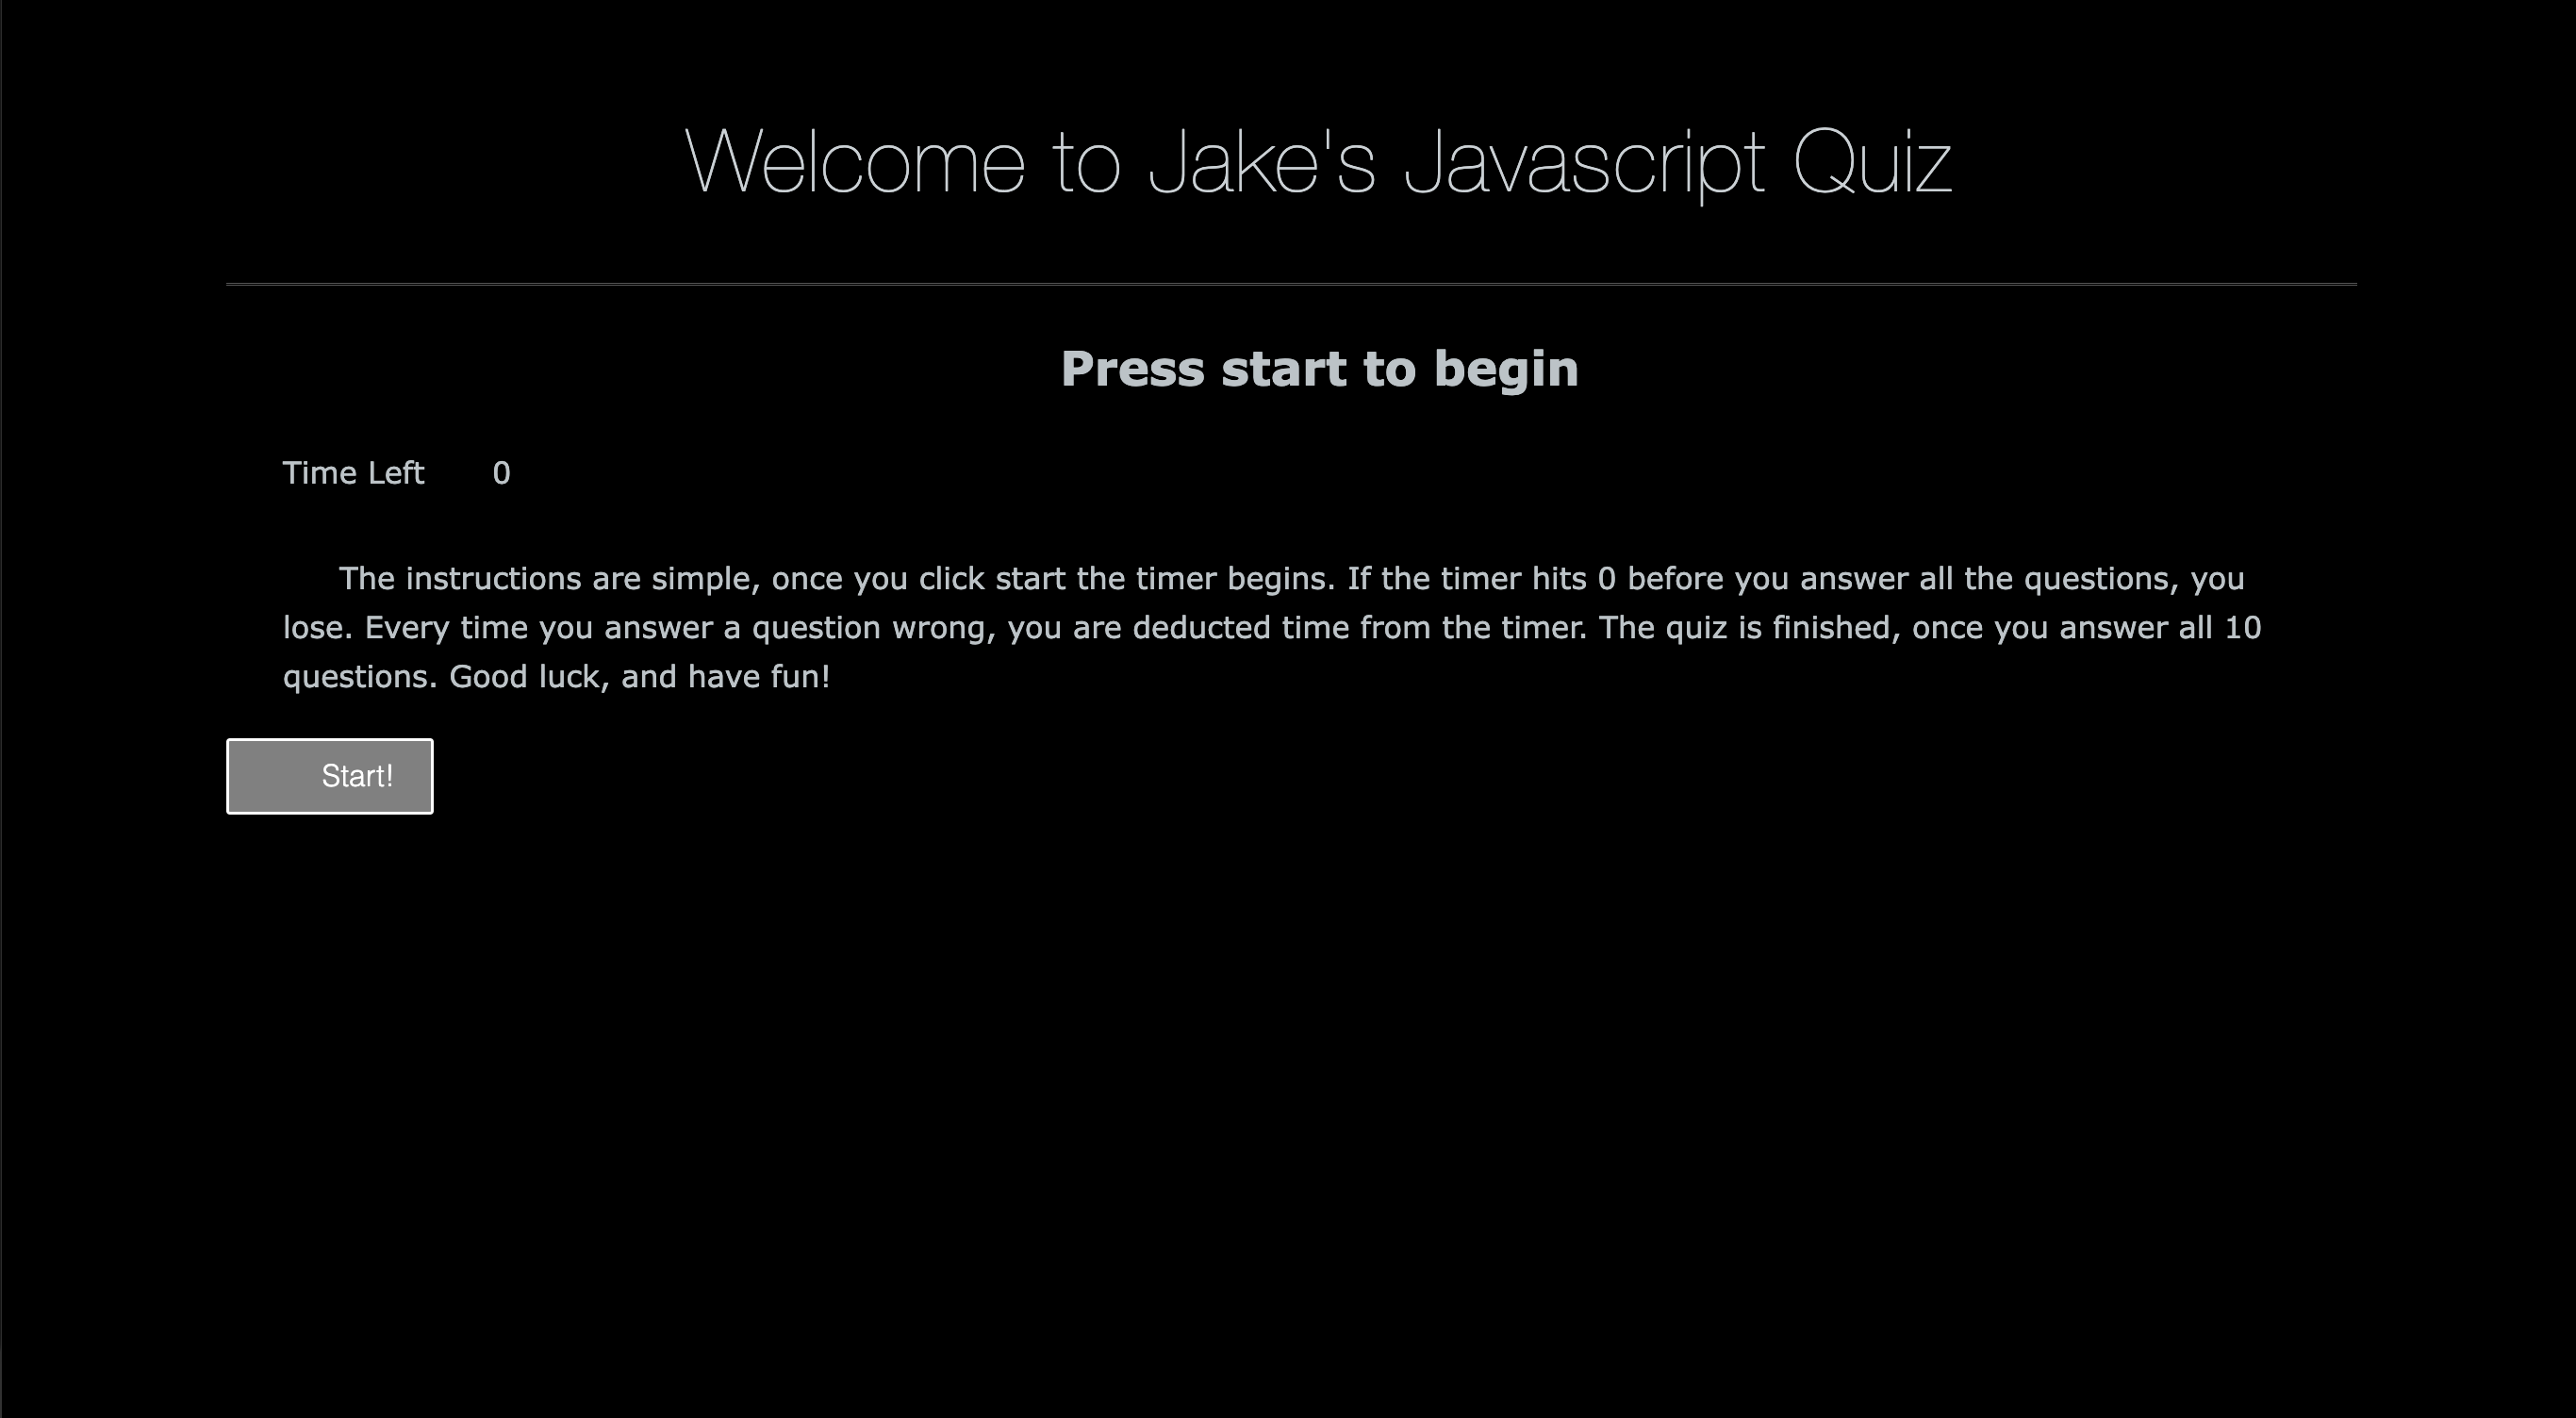 Welcome to Jake's Javascript Quiz
Press start to begin
Time Left 0
The instructions are simple, once you click start the timer begins. If the timer hits 0 before you answer all the questions, you
lose. Every time you answer a question wrong, you are deducted time from the timer. The quiz is finished, once you answer all 10
questions. Good luck, and have fun!
Start!